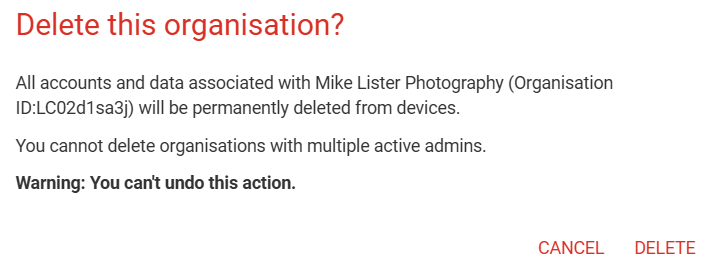 Delete this organisation?
All accounts and data associated with Mike Lister Photography (Organisation
ID:LC02d1sa3j) will be permanently deleted from devices.
You cannot delete organisations with multiple active admins.
Warning: You can't undo this action.
CANCEL DELETE